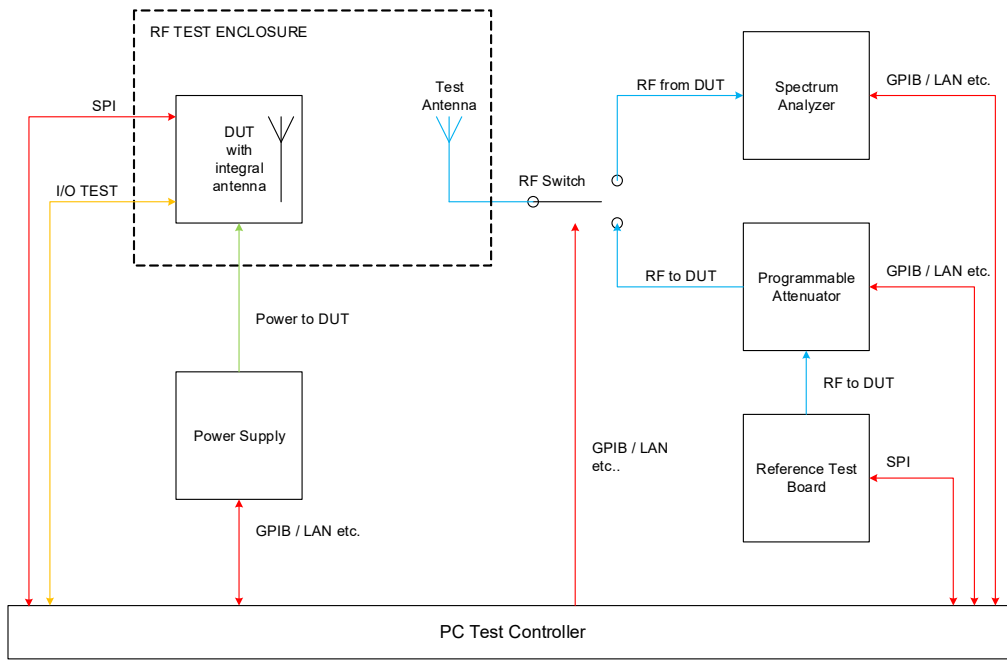 RF TEST ENCLOSURE
SPI
DUT
with
integral
antenna
I/O TEST
Test
Antenna
RF Switch
RF from DUT
Spectrum
Analyzer
GPIB / LAN etc.
RF to DUT
Programmable
Attenuator
GPIB / LAN etc.
Power to DUT
RF to DUT
Power Supply
GPIB / LAN
etc..
Reference Test
Board
SPI
GPIB / LAN etc.
PC Test Controller